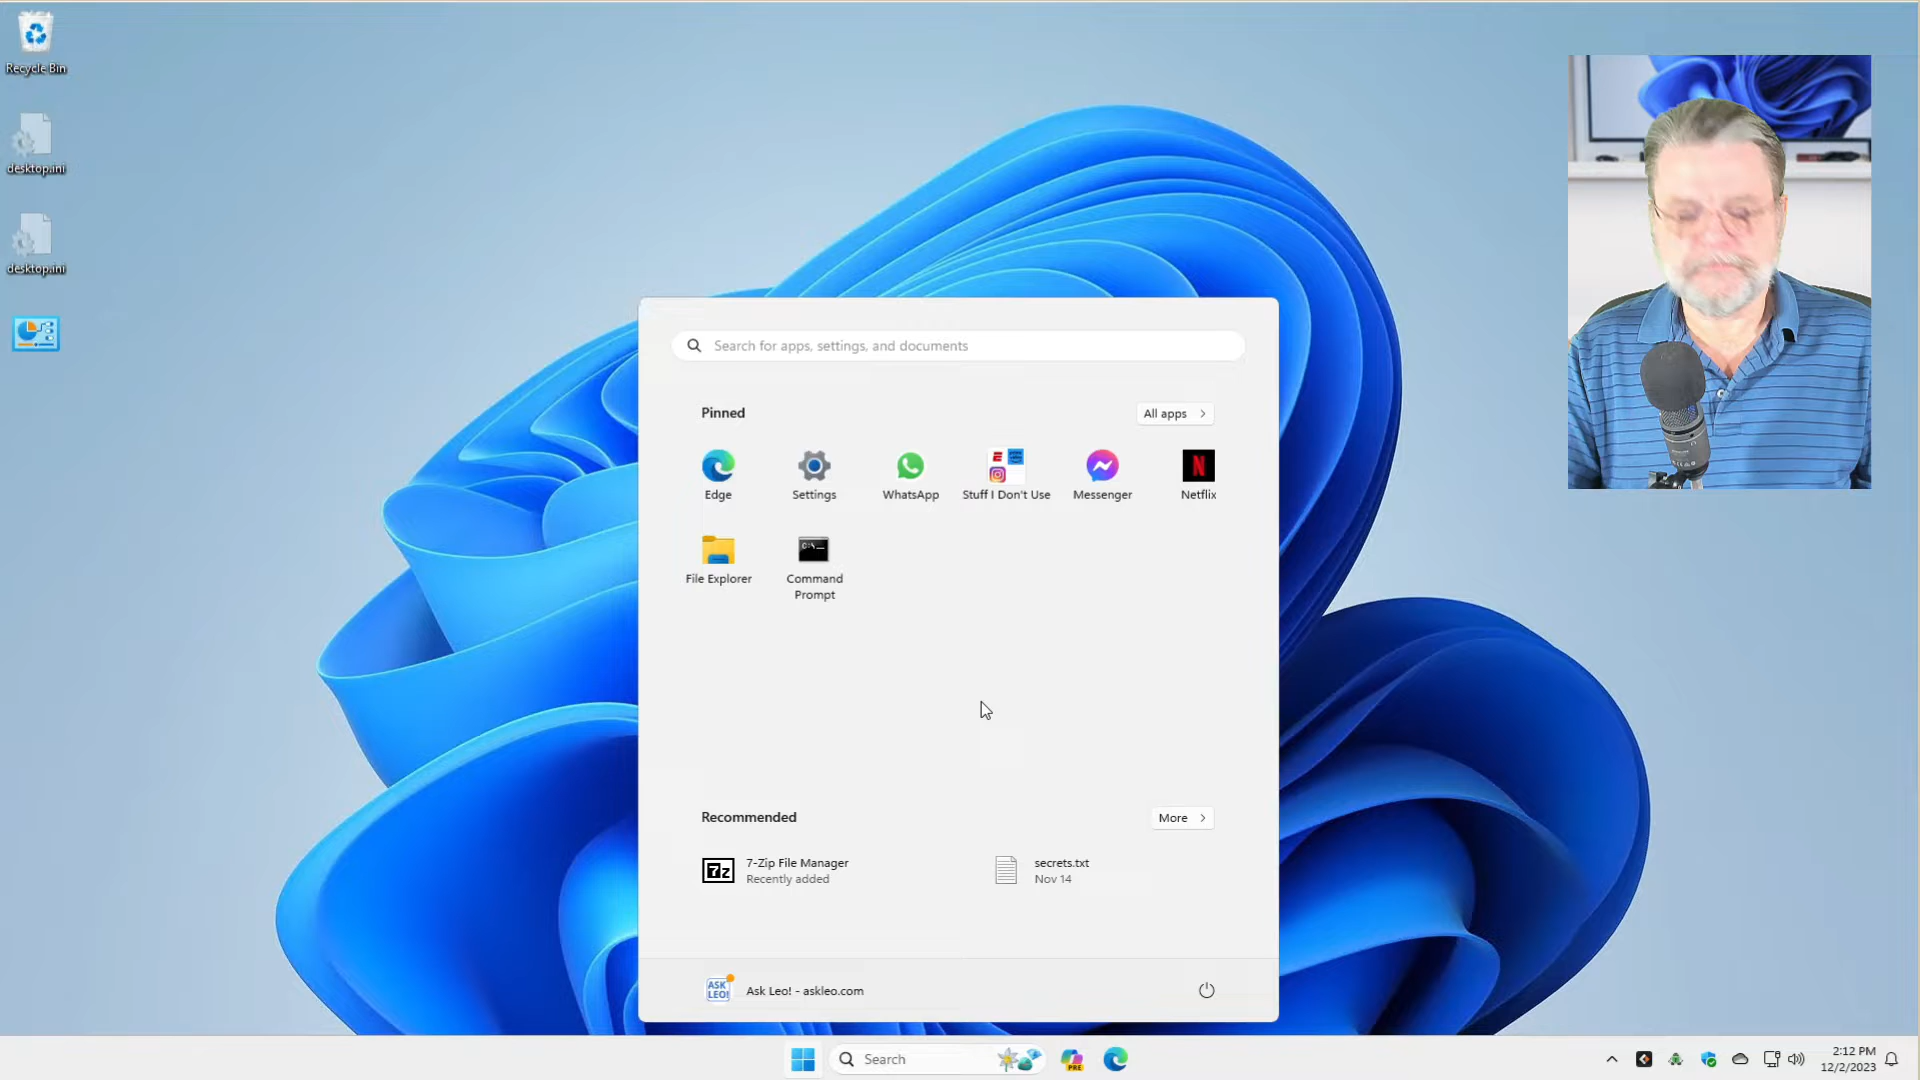 Recycle Bin
desktop.ini
desktop.ini
Search for apps, settings, and documents
Pinned
All apps
Edge
Settings
WhatsApp
Stuff I Don't Use
Messenger
Netflix
File Explorer
Command
Prompt
Recommended
More
7z
7-Zip File Manager
Recently added
secrets.txt
Nov 14
ASK
LEO!
Ask Leo! - askleo.com
Search
PRE
2:12 PM
12/2/2023